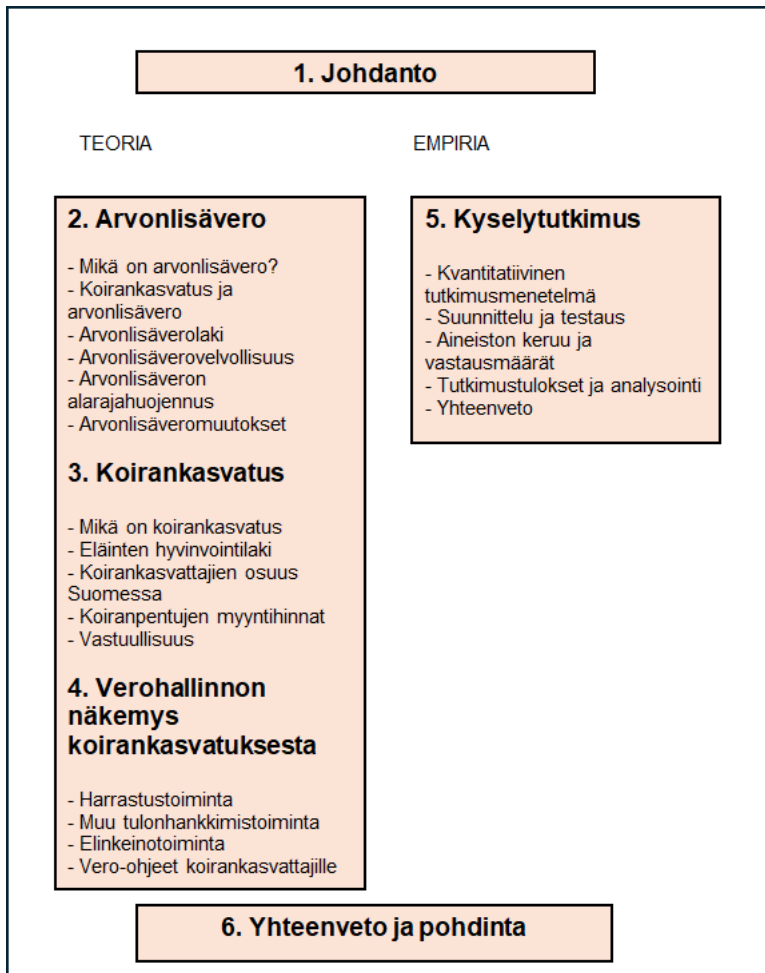 1. Johdanto
TEORIA
EMPIRIA
2. Arvonlisävero
- Mikä on arvonlisävero?
- Koirankasvatus ja
arvonlisävero
- Arvonlisäverolaki
- Arvonlisäverovelvollisuus
- Arvonlisäveron
alarajahuojennus
- Arvonlisäveromuutokset
3. Koirankasvatus
- Mikä on koirankasvatus
- Eläinten hyvinvointilaki
- Koirankasvattajien osuus
Suomessa
- Koiranpentujen myyntihinnat
- Vastuullisuus
4. Verohallinnon
näkemys
koirankasvatuksesta
- Harrastustoiminta
- Muu tulonhankkimistoiminta
- Elinkeinotoiminta
- Vero-ohjeet koirankasvattajille
5. Kyselytutkimus
- Kvantitatiivinen
tutkimusmenetelmä
- Suunnittelu ja testaus
- Aineiston keruu ja
vastausmäärät
- Tutkimustulokset ja analysointi
- Yhteenveto
6. Yhteenveto ja pohdinta